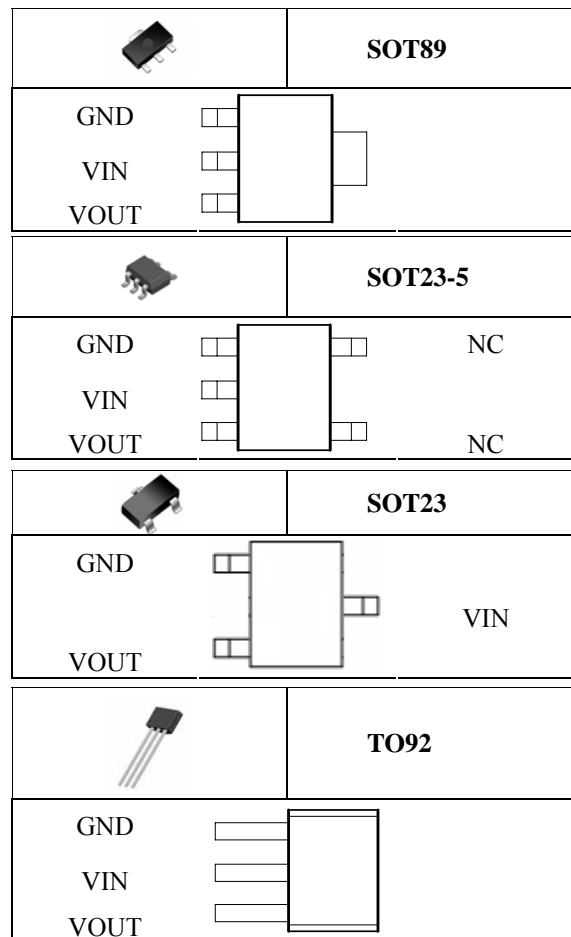 SOT89
GND
VIN
VOUT
SOT23-5
GND NC
VIN
VOUT NC
SOT23
GND
VIN
VOUT
TO92
GND
VIN
VOUT